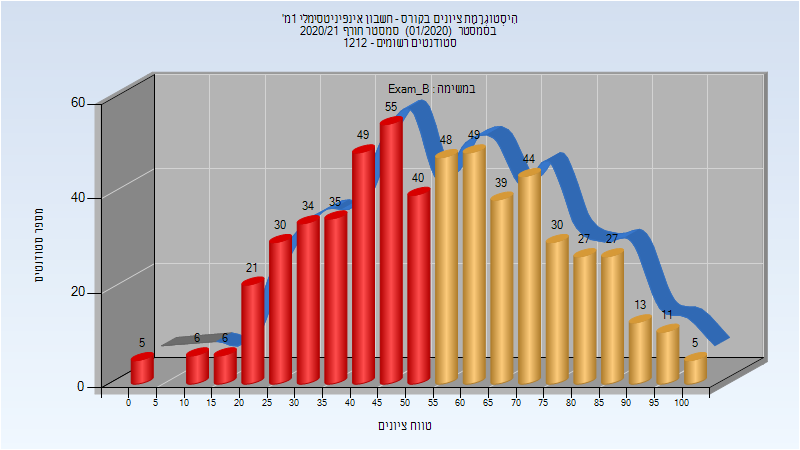 היסטוגרמת ציונים בקורס - חשבון אינפיניטסימלי 1מ'
בסמסטר (01/2020) סמסטר חורף 2020/21
סטודנטים רשומים - 1212
במשימה : Exam_B
60
40
20
0
מספר סטודנטים
5 6 6 21 30 34 35 49 55 40 48 49 39 44 30 27 27 13 11 5
0 5 10 15 20 25 30 35 40 45 50 55 60 65 70 75 80 85 90 95 100
טווח ציונים